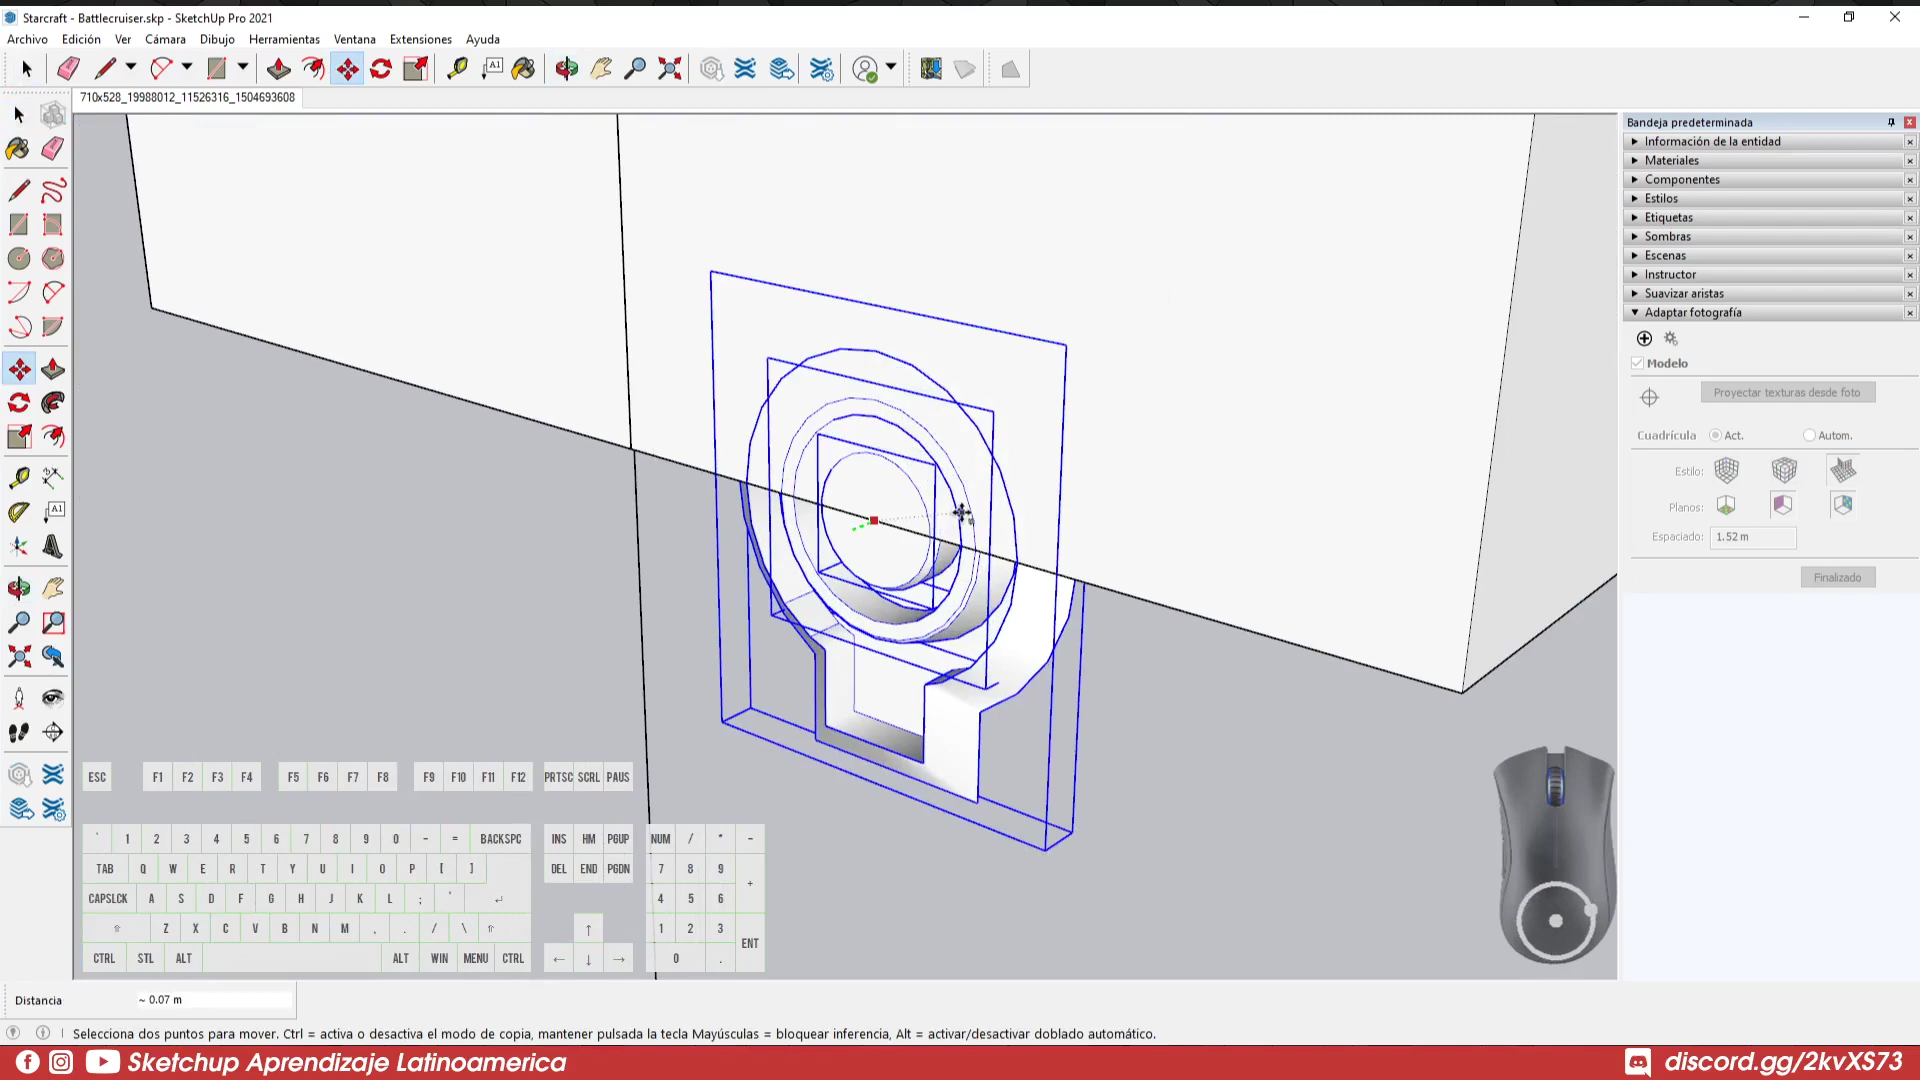 Starcraft - Battlecruiser.skp - SketchUp Pro 2021
Archivo Edición Ver Cámara Dibujo Herramientas Ventana Extensiones Ayuda
A1
710x528_19988012_11526316_1504693608
Bandeja predeterminada
Información de la entidad
Materiales
Componentes
Estilos
Etiquetas
Sombras
Escenas
Instructor
Suavizar aristas
Adaptar fotografía
Modelo
Proyectar texturas desde foto
Cuadrícula Act. Autom.
Estilo:
Planos:
Espaciado: 1.52 m
Finalizado
A1
ESC F1 F2 F3 F4 F5 F6 F7 F8 F9 F10 F11 F12 PRTSC SCRL PAUS
` 1 2 3 4 5 6 7 8 9 0 - = BACKSPC INS HM PGUP NUM / * -
TAB Q W E R T Y U I O P [ ] DEL END PGDN 7 8 9 +
CAPSLCK A S D F G H J K L ; ' ↵ 4 5 6
⇧ Z X C V B N M , . / \ ⇧ ↑ 1 2 3 ENT
CTRL STL ALT ALT WIN MENU CTRL ← ↓ → 0 .
Distancia ~ 0.07 m
Selecciona dos puntos para mover. Ctrl = activa o desactiva el modo de copia, mantener pulsada la tecla Mayúsculas = bloquear inferencia, Alt = activar/desactivar doblado automático.
Sketchup Aprendizaje Latinoamerica
discord.gg/2kvXS73